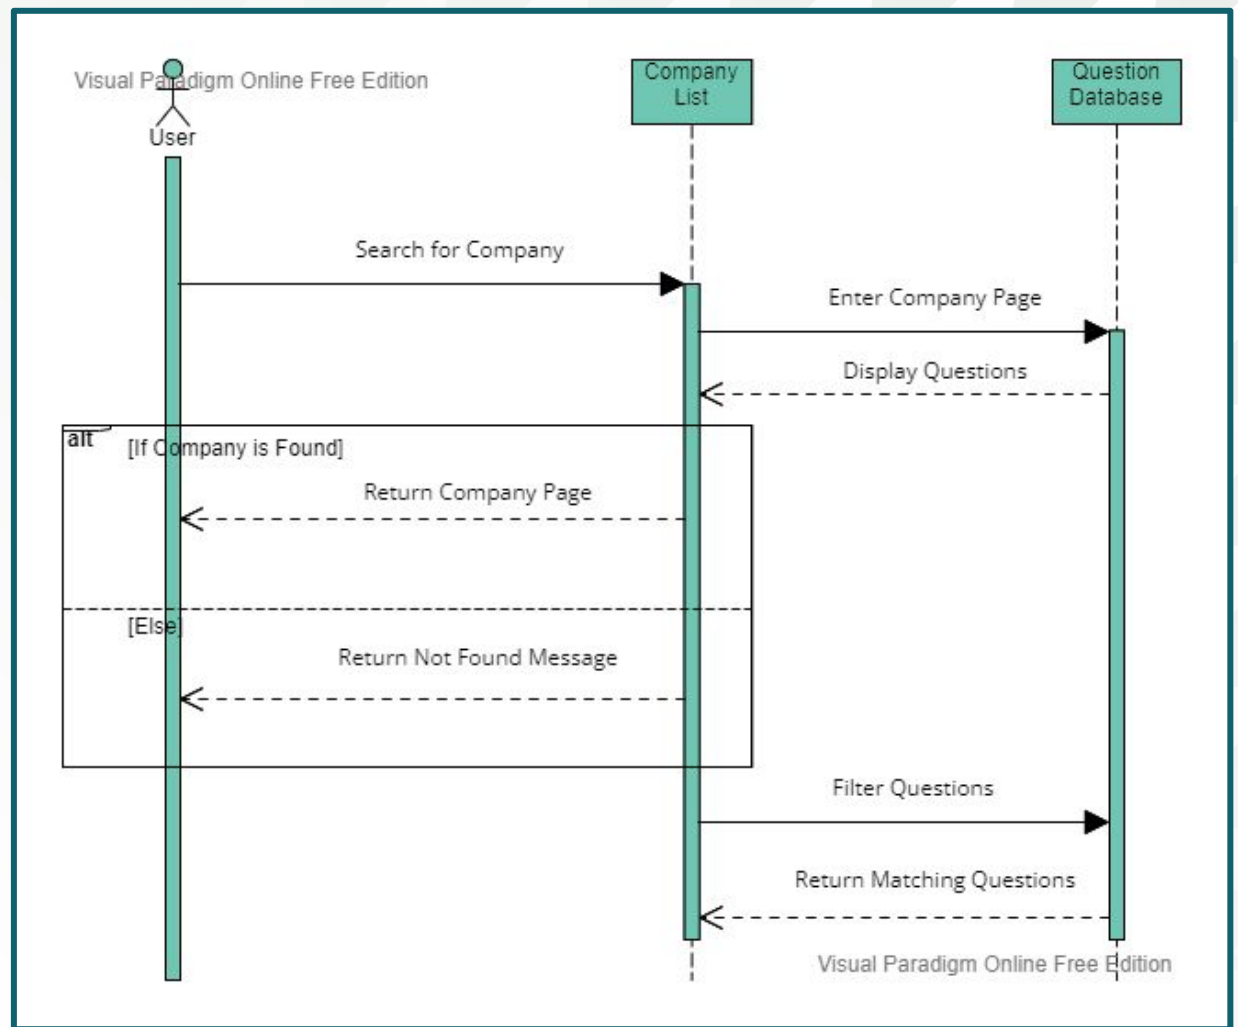 Visual Paradigm Online Free Edition
User
Company
List
Question
Database
Search for Company
Enter Company Page
Display Questions
alt
[If Company is Found]
Return Company Page
[Else]
Return Not Found Message
Filter Questions
Return Matching Questions
Visual Paradigm Online Free Edition